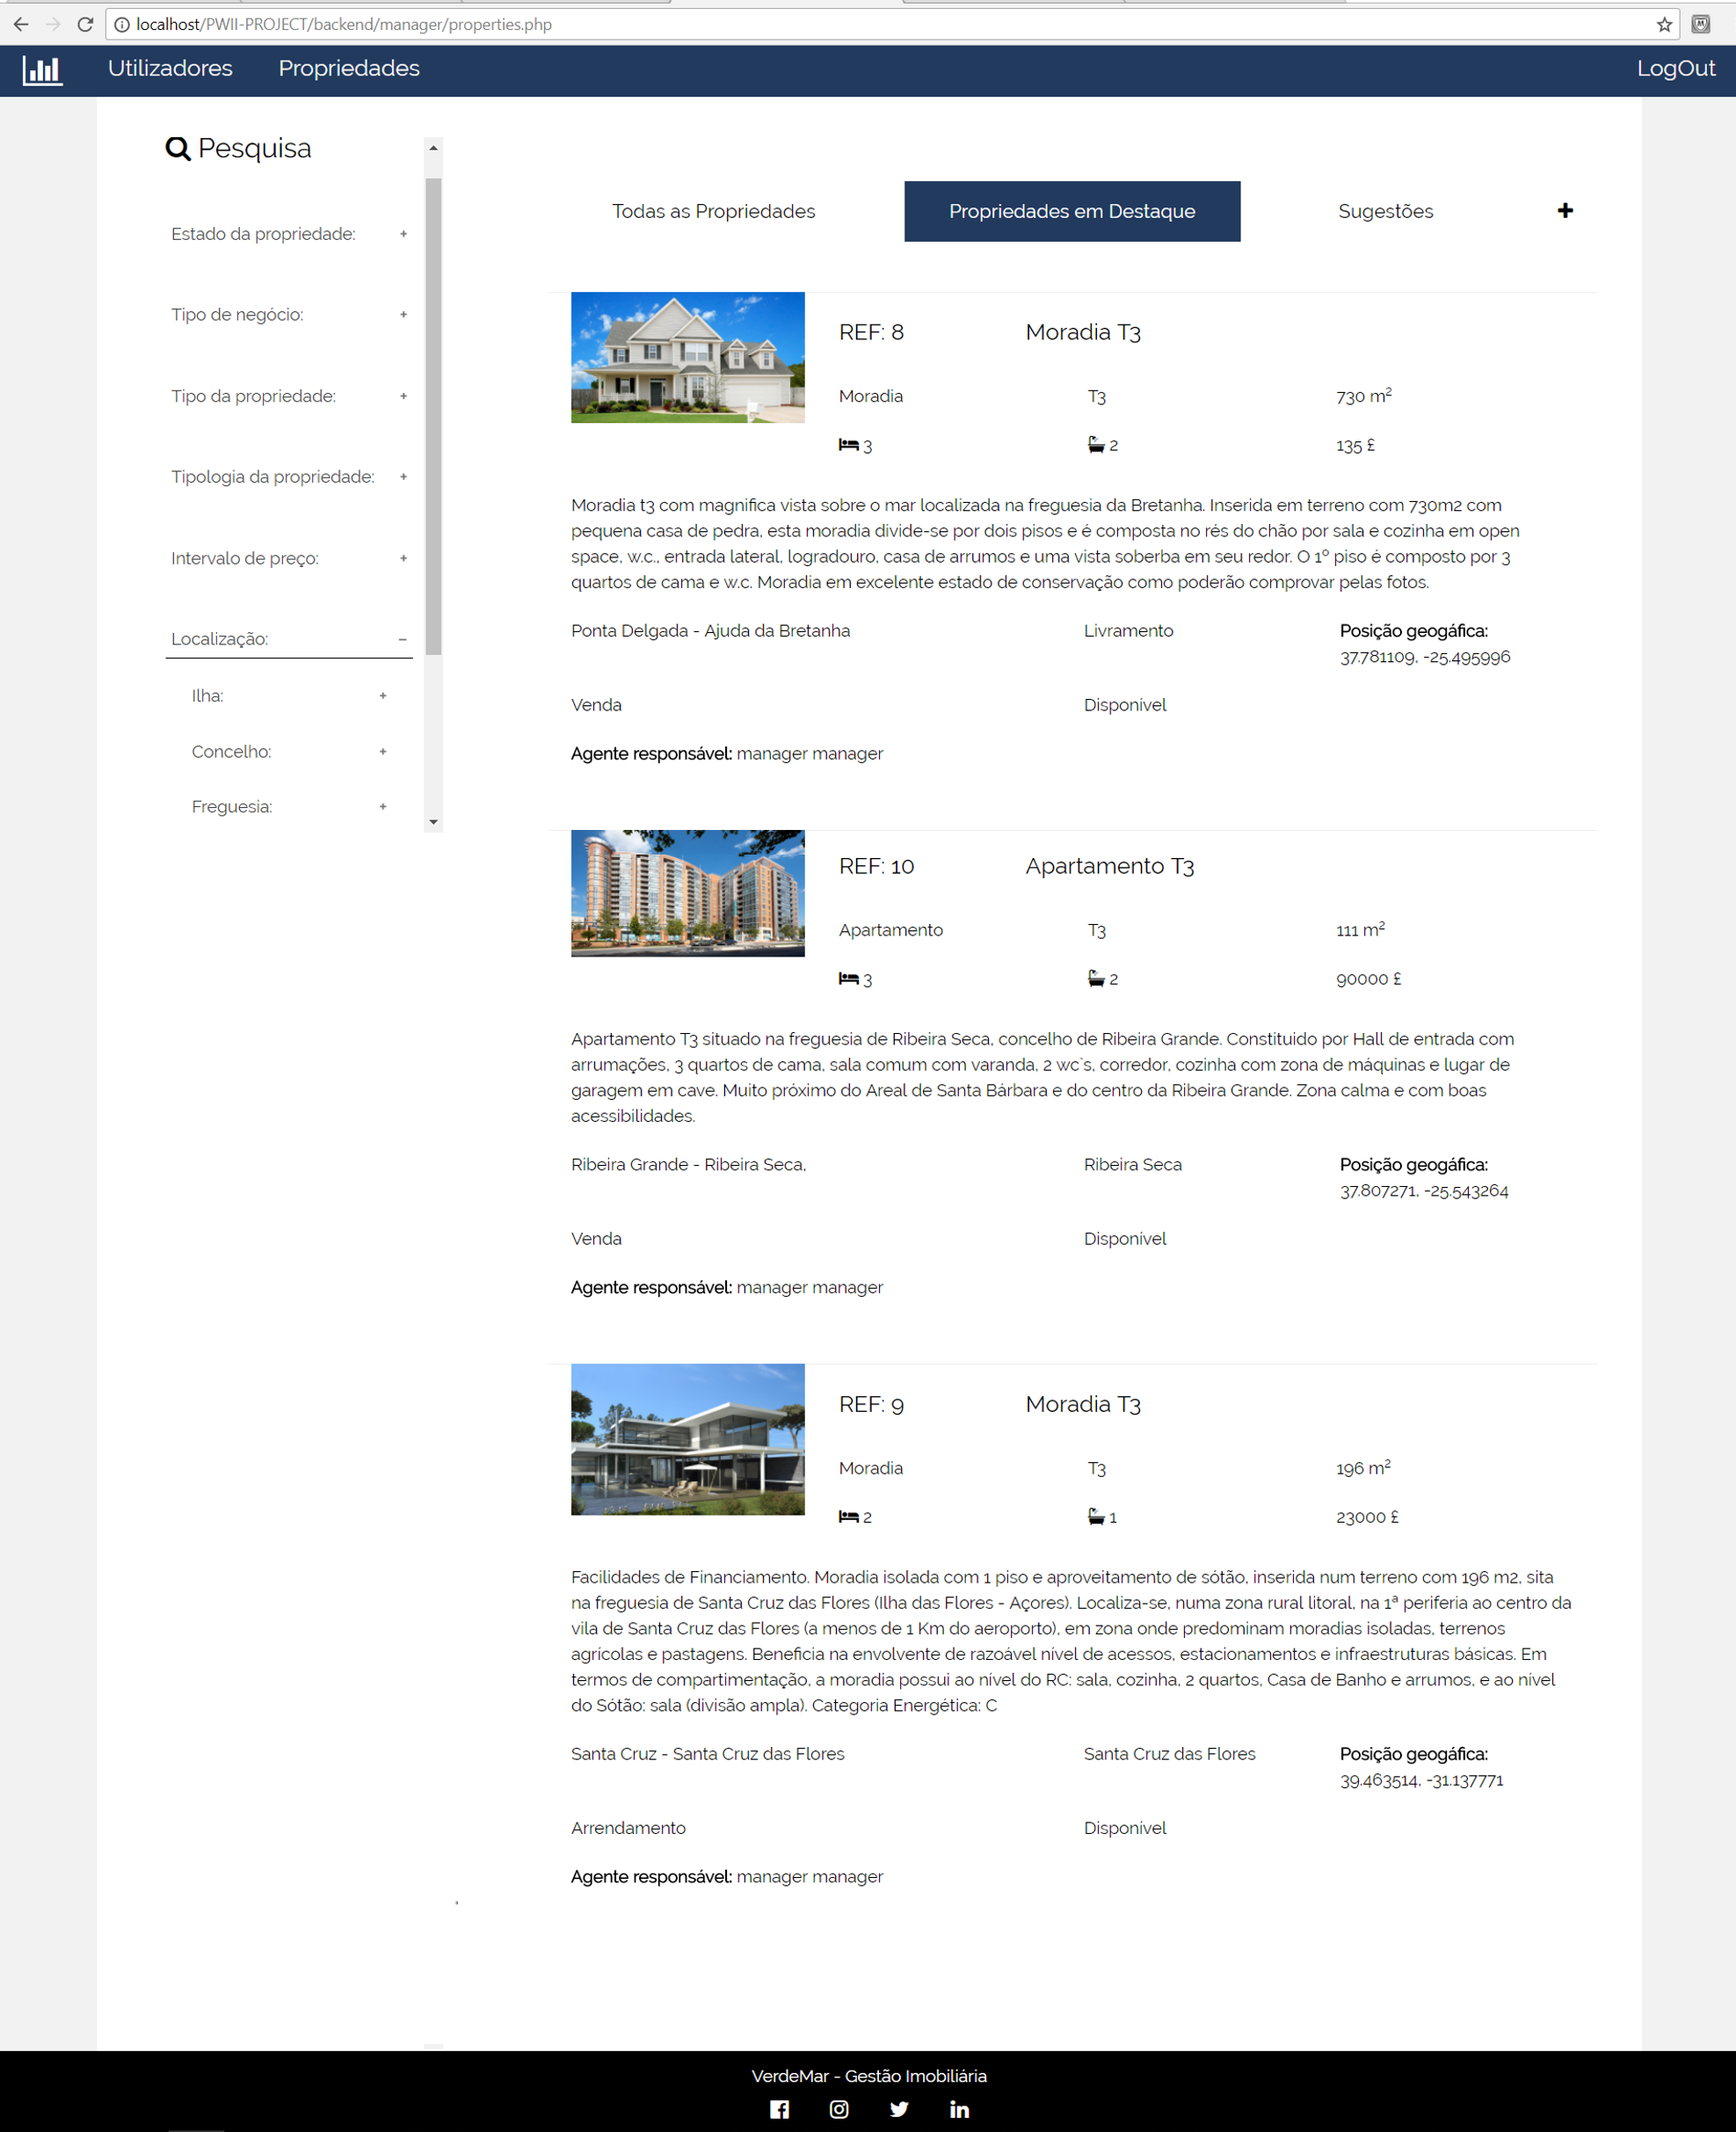 localhost/PWII-PROJECT/backend/manager/properties.php
Utilizadores Propriedades LogOut
Pesquisa
Estado da propriedade: +
Tipo de negócio: +
Tipo da propriedade: +
Tipologia da propriedade: +
Intervalo de preço: +
Localização: −
Ilha: +
Concelho: +
Freguesia: +
Todas as Propriedades Propriedades em Destaque Sugestões +
REF: 8 Moradia T3
Moradia T3 730 m²
3 2 135 £
Moradia t3 com magnifica vista sobre o mar localizada na freguesia da Bretanha. Inserida em terreno com 730m2 com
pequena casa de pedra, esta moradia divide-se por dois pisos e é composta no rés do chão por sala e cozinha em open
space, w.c., entrada lateral, logradouro, casa de arrumos e uma vista soberba em seu redor. O 1º piso é composto por 3
quartos de cama e w.c. Moradia em excelente estado de conservação como poderão comprovar pelas fotos.
Ponta Delgada - Ajuda da Bretanha Livramento Posição geogáfica:
37.781109, -25.495996
Venda Disponível
Agente responsável: manager manager
REF: 10 Apartamento T3
Apartamento T3 111 m²
3 2 90000 £
Apartamento T3 situado na freguesia de Ribeira Seca, concelho de Ribeira Grande. Constituido por Hall de entrada com
arrumações, 3 quartos de cama, sala comum com varanda, 2 wc`s, corredor, cozinha com zona de máquinas e lugar de
garagem em cave. Muito próximo do Areal de Santa Bárbara e do centro da Ribeira Grande. Zona calma e com boas
acessibilidades.
Ribeira Grande - Ribeira Seca, Ribeira Seca Posição geogáfica:
37.807271, -25.543264
Venda Disponível
Agente responsável: manager manager
REF: 9 Moradia T3
Moradia T3 196 m²
2 1 23000 £
Facilidades de Financiamento. Moradia isolada com 1 piso e aproveitamento de sótão, inserida num terreno com 196 m2, sita
na freguesia de Santa Cruz das Flores (Ilha das Flores - Açores). Localiza-se, numa zona rural litoral, na 1ª periferia ao centro da
vila de Santa Cruz das Flores (a menos de 1 Km do aeroporto), em zona onde predominam moradias isoladas, terrenos
agrícolas e pastagens. Beneficia na envolvente de razoável nível de acessos, estacionamentos e infraestruturas básicas. Em
termos de compartimentação, a moradia possui ao nível do RC: sala, cozinha, 2 quartos, Casa de Banho e arrumos, e ao nível
do Sótão: sala (divisão ampla). Categoria Energética: C
Santa Cruz - Santa Cruz das Flores Santa Cruz das Flores Posição geogáfica:
39.463514, -31.137771
Arrendamento Disponível
Agente responsável: manager manager
VerdeMar - Gestão Imobiliária